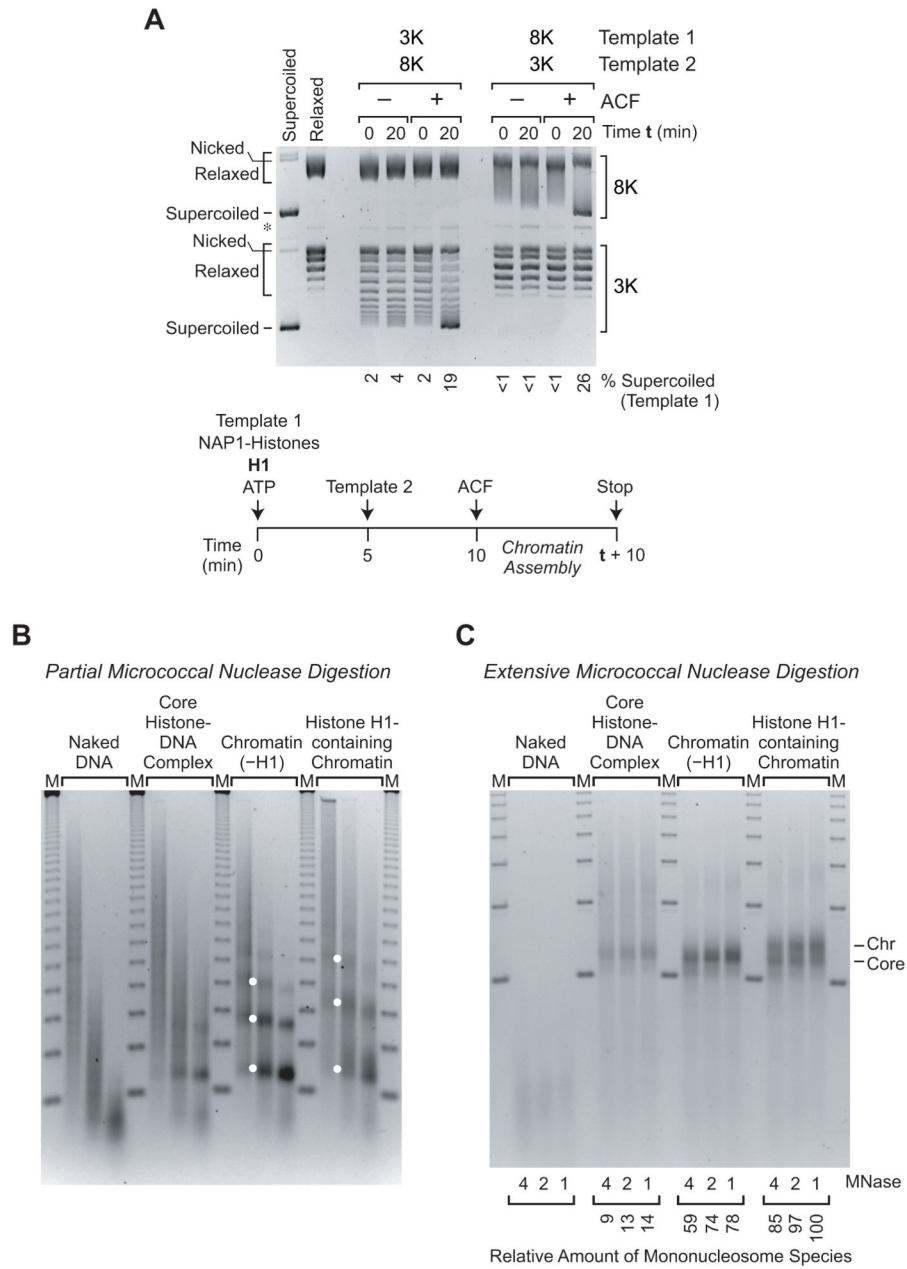 A
3K 8K Template 1
8K 3K Template 2
Supercoiled
Relaxed
– + – + ACF
0 20 0 20 0 20 0 20 Time t (min)
Nicked
Relaxed
Supercoiled
*
Nicked
Relaxed
Supercoiled
8K
3K
2 4 2 19 <1 <1 <1 26 % Supercoiled
(Template 1)
Template 1
NAP1-Histones
H1
ATP Template 2 ACF Stop
Time
(min)
0 5 10 Chromatin t + 10
Assembly
B
Partial Micrococcal Nuclease Digestion
Naked
DNA
Core
Histone-
DNA
Complex
Chromatin
(–H1)
Histone H1-
containing
Chromatin
M M M M M
C
Extensive Micrococcal Nuclease Digestion
Naked
DNA
Core
Histone-
DNA
Complex
Chromatin
(–H1)
Histone H1-
containing
Chromatin
M M M M M
Chr
Core
4 2 1 4 2 1 4 2 1 4 2 1 MNase
9 13 14 59 74 78 85 97 100
Relative Amount of Mononucleosome Species